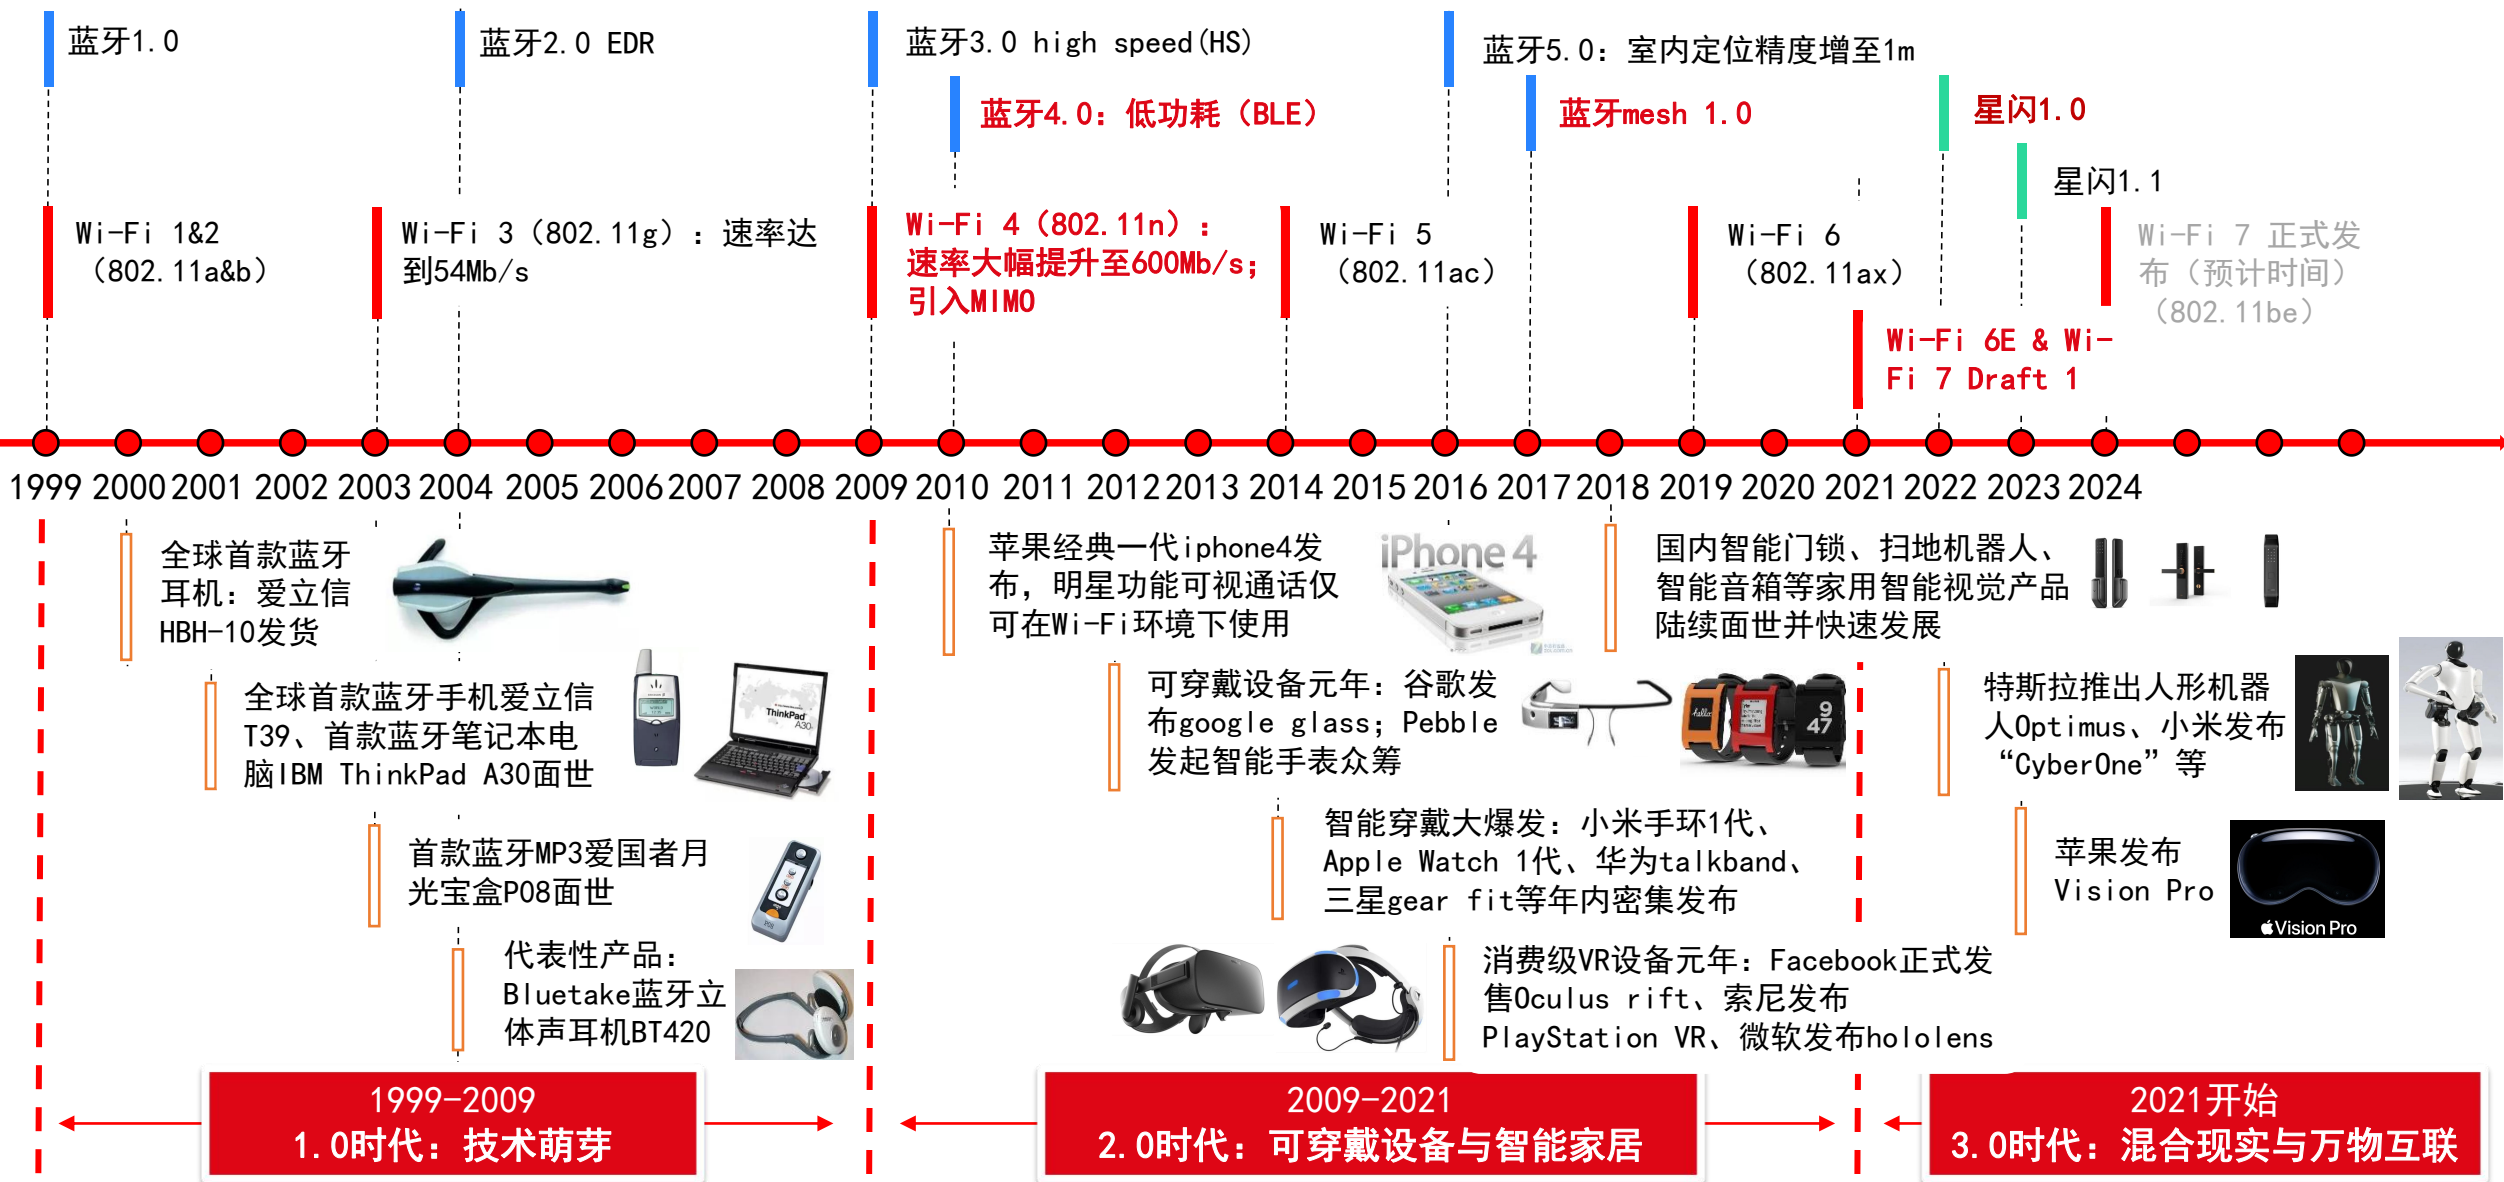 蓝牙1.0
蓝牙2.0 EDR
蓝牙3.0 high speed(HS)
蓝牙4.0：低功耗（BLE）
蓝牙5.0：室内定位精度增至1m
蓝牙mesh 1.0
星闪1.0
星闪1.1
Wi-Fi 1&2
（802.11a&b）
Wi-Fi 3（802.11g）：速率达
到54Mb/s
Wi-Fi 4（802.11n）：
速率大幅提升至600Mb/s；
引入MIMO
Wi-Fi 5
（802.11ac）
Wi-Fi 6
（802.11ax）
Wi-Fi 6E & Wi-
Fi 7 Draft 1
Wi-Fi 7 正式发
布（预计时间）
（802.11be）
1999 2000 2001 2002 2003 2004 2005 2006 2007 2008 2009 2010 2011 2012 2013 2014 2015 2016 2017 2018 2019 2020 2021 2022 2023 2024
全球首款蓝牙
耳机：爱立信
HBH-10发货
全球首款蓝牙手机爱立信
T39、首款蓝牙笔记本电
脑IBM ThinkPad A30面世
ThinkPad
A30
首款蓝牙MP3爱国者月
光宝盒P08面世
代表性产品：
Bluetake蓝牙立
体声耳机BT420
苹果经典一代iphone4发
布，明星功能可视通话仅
可在Wi-Fi环境下使用
iPhone 4
可穿戴设备元年：谷歌发
布google glass；Pebble
发起智能手表众筹
hello
9
47
智能穿戴大爆发：小米手环1代、
Apple Watch 1代、华为talkband、
三星gear fit等年内密集发布
消费级VR设备元年：Facebook正式发
售Oculus rift、索尼发布
PlayStation VR、微软发布hololens
国内智能门锁、扫地机器人、
智能音箱等家用智能视觉产品
陆续面世并快速发展
特斯拉推出人形机器
人Optimus、小米发布
“CyberOne”等
苹果发布
Vision Pro
Vision Pro
1999-2009
1.0时代：技术萌芽
2009-2021
2.0时代：可穿戴设备与智能家居
2021开始
3.0时代：混合现实与万物互联